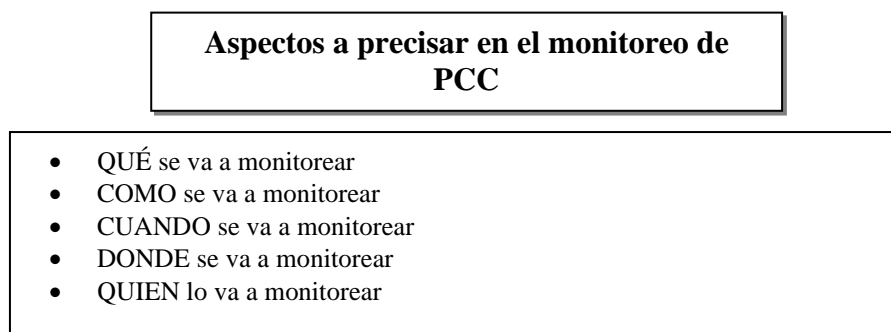 Aspectos a precisar en el monitoreo de
PCC
• QUÉ se va a monitorear
• COMO se va a monitorear
• CUANDO se va a monitorear
• DONDE se va a monitorear
• QUIEN lo va a monitorear